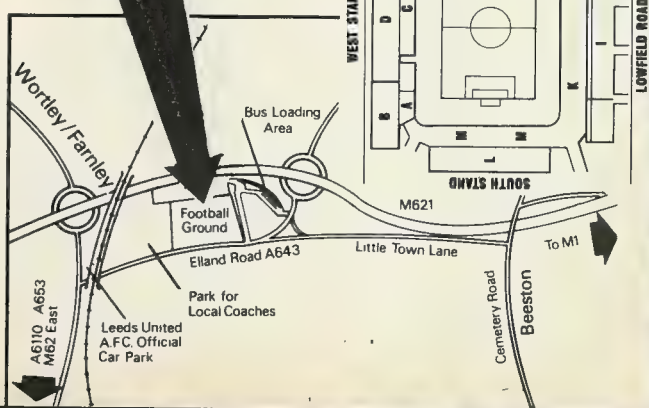 WEST STA
D
C
B
A
I
K
M
M
L
SOUTH STAND
LOWFIELD ROAD
Wortley/Farnley
Bus Loading
Area
Football
Ground
M621
Elland Road A643
Little Town Lane
To M1
Park for
Local Coaches
Leeds United
A.F.C. Official
Car Park
A6110 A653
M62 East
Cemetery Road
Beeston